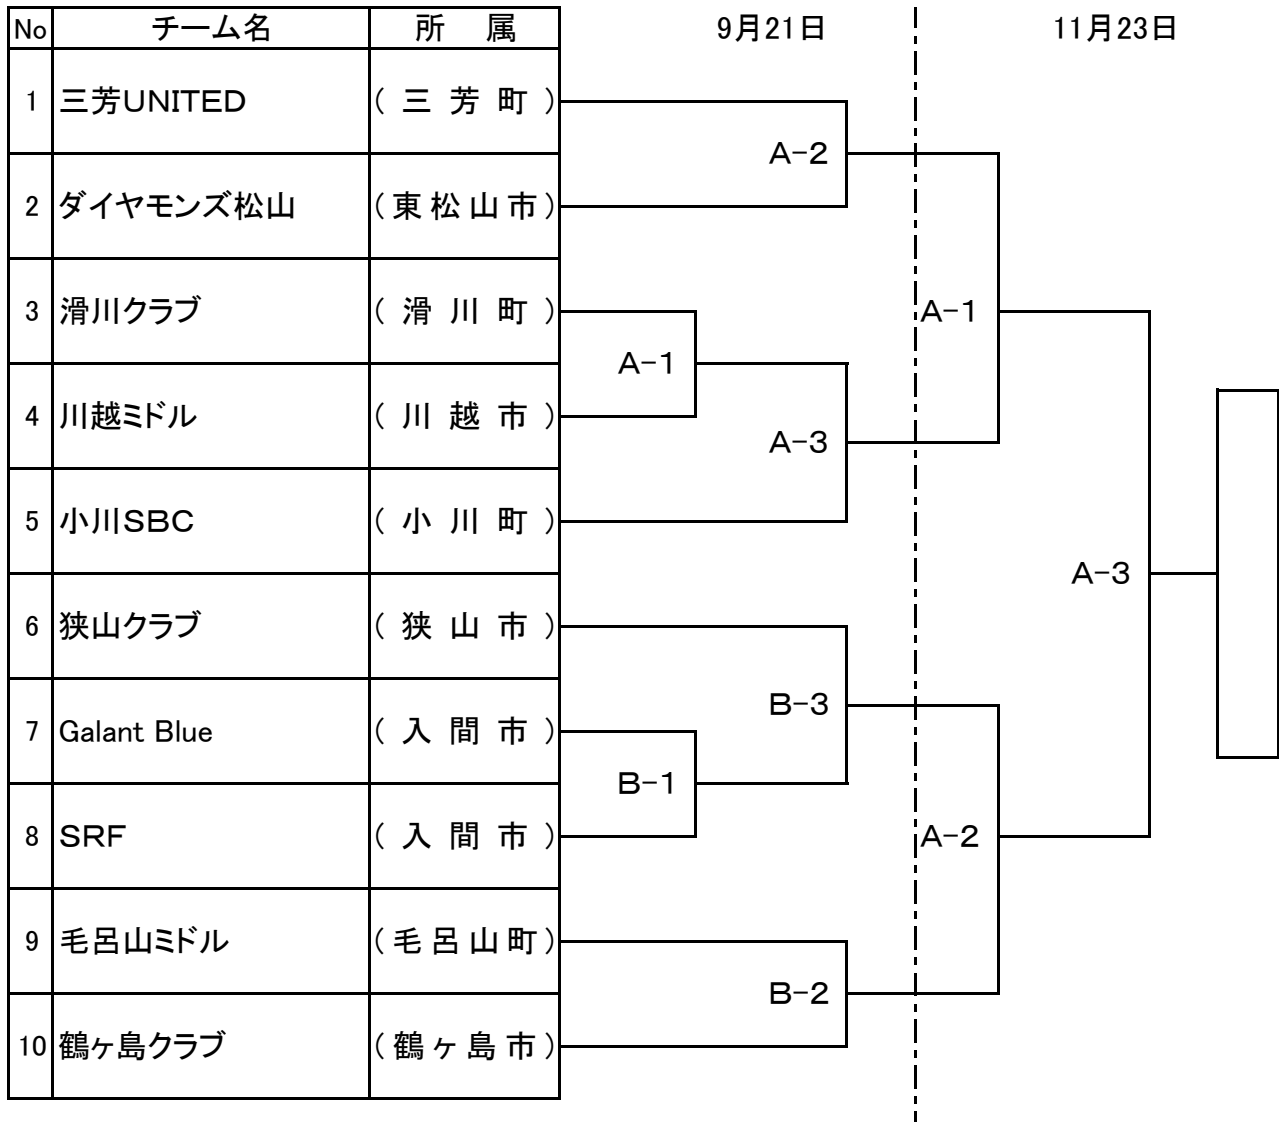 No チーム名 所 属 9月21日 11月23日
1 三芳UNITED ( 三 芳 町 )
A-2
2 ダイヤモンズ松山 ( 東 松 山 市 )
3 滑川クラブ ( 滑 川 町 ) A-1
A-1
4 川越ミドル ( 川 越 市 )
A-3
5 小川SBC ( 小 川 町 )
A-3
6 狭山クラブ ( 狭 山 市 )
B-3
7 Galant Blue ( 入 間 市 )
B-1
8 SRF ( 入 間 市 ) A-2
9 毛呂山ミドル ( 毛 呂 山 町 )
B-2
10 鶴ヶ島クラブ ( 鶴 ヶ 島 市 )